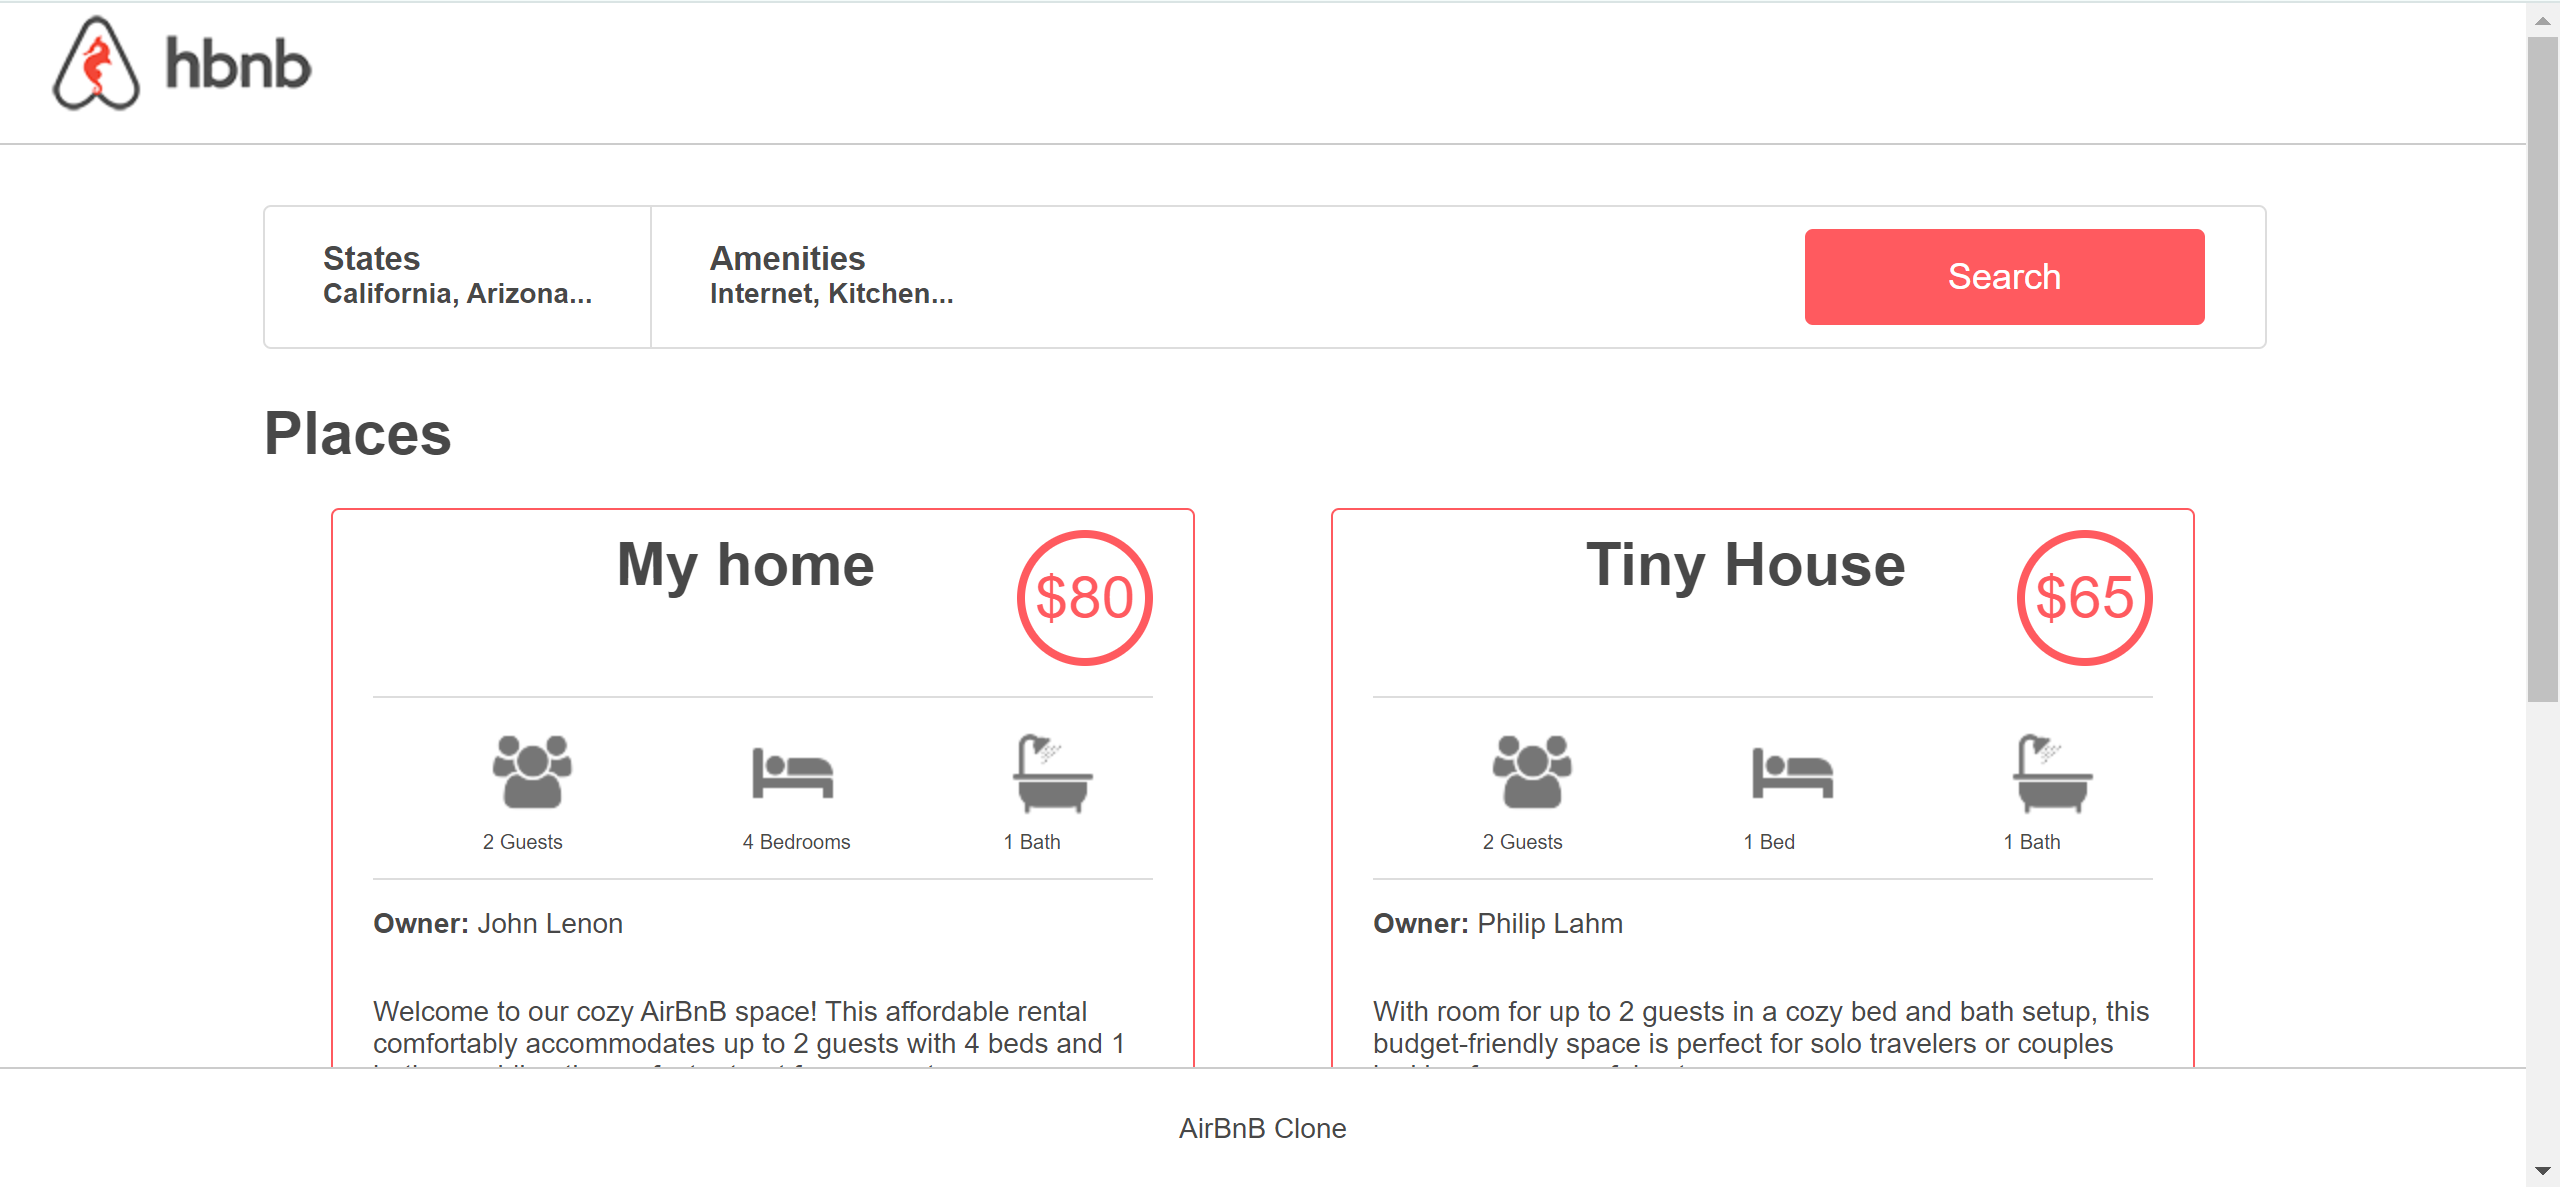 hbnb
States
California, Arizona...
Amenities
Internet, Kitchen...
Search
Places
My home
$80
2 Guests
4 Bedrooms
1 Bath
Owner: John Lenon
Welcome to our cozy AirBnB space! This affordable rental
comfortably accommodates up to 2 guests with 4 beds and 1
Tiny House
$65
2 Guests
1 Bed
1 Bath
Owner: Philip Lahm
With room for up to 2 guests in a cozy bed and bath setup, this
budget-friendly space is perfect for solo travelers or couples
AirBnB Clone